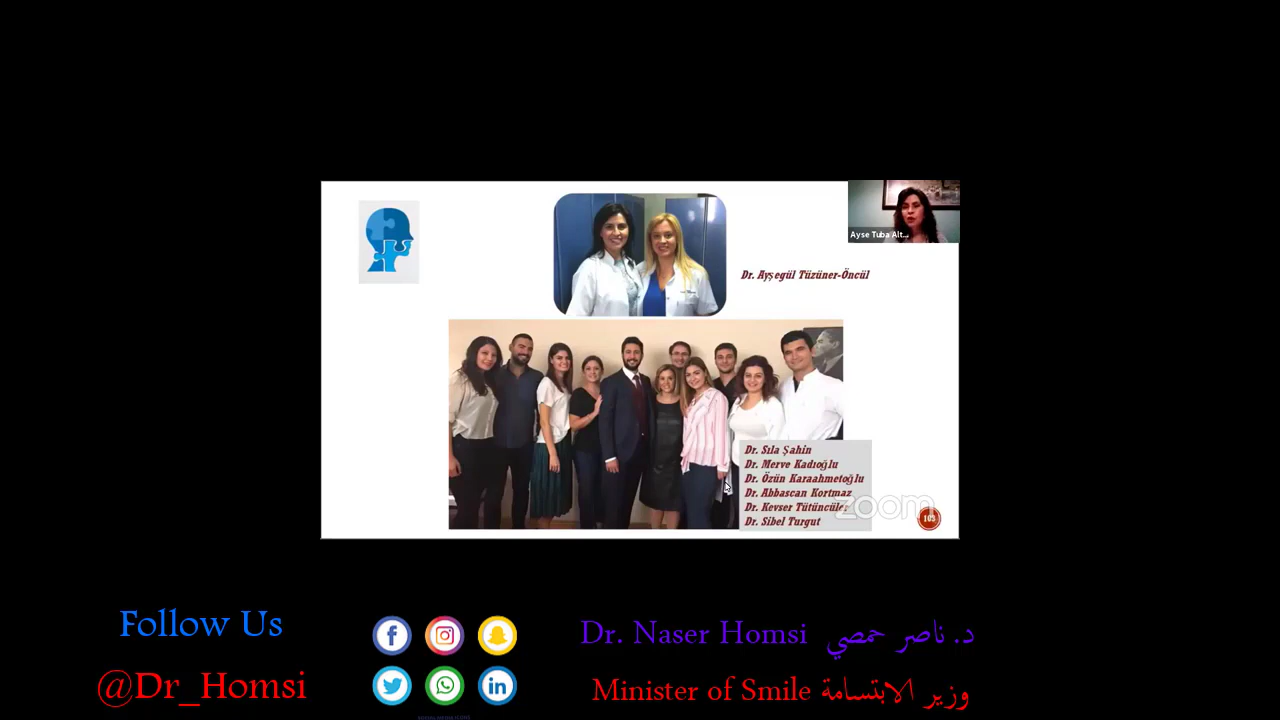 Ayse Tuba Alt...
Dr. Ayşegül Tüzüner-Öncül
Dr. Sıla Şahin
Dr. Merve Kadıoğlu
Dr. Özün Karaahmetoğlu
Dr. Abbascan Kortmaz
Dr. Kevser Tütüncüler
Dr. Sibel Turgut
zoom
103
Follow Us
@Dr_Homsi
Dr. Naser Homsi د. ناصر حمصي
Minister of Smile وزير الابتسامة